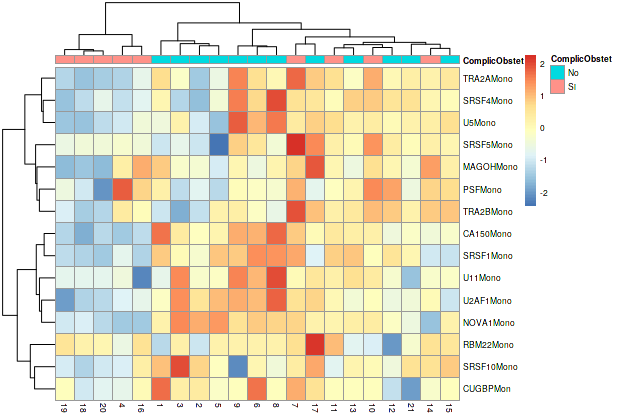 ComplicObstet
TRA2AMono
SRSF4Mono
U5Mono
SRSF5Mono
MAGOHMono
PSFMono
TRA2BMono
CA150Mono
SRSF1Mono
U11Mono
U2AF1Mono
NOVA1Mono
RBM22Mono
SRSF10Mono
CUGBPMon
19 18 20 4 16 1 3 2 5 9 6 8 7 17 11 13 10 12 21 14 15
2
1
0
-1
-2
ComplicObstet
No
Si